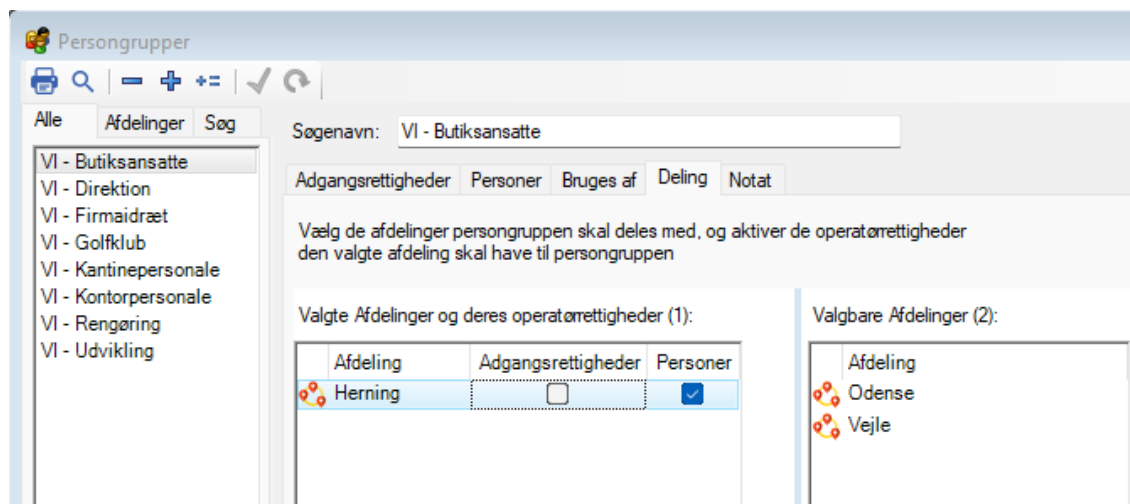 Persongrupper
Alle Afdelinger Søg
VI - Butiksansatte
VI - Direktion
VI - Firmaidræt
VI - Golfklub
VI - Kantinepersonale
VI - Kontorpersonale
VI - Rengøring
VI - Udvikling
Søgenavn: VI - Butiksansatte
Adgangsrettigheder Personer Bruges af Deling Notat
Vælg de afdelinger persongruppen skal deles med, og aktiver de operatørrettigheder
den valgte afdeling skal have til persongruppen
Valgte Afdelinger og deres operatørrettigheder (1):
Afdeling Adgangsrettigheder Personer
Herning
Valgbare Afdelinger (2):
Afdeling
Odense
Vejle